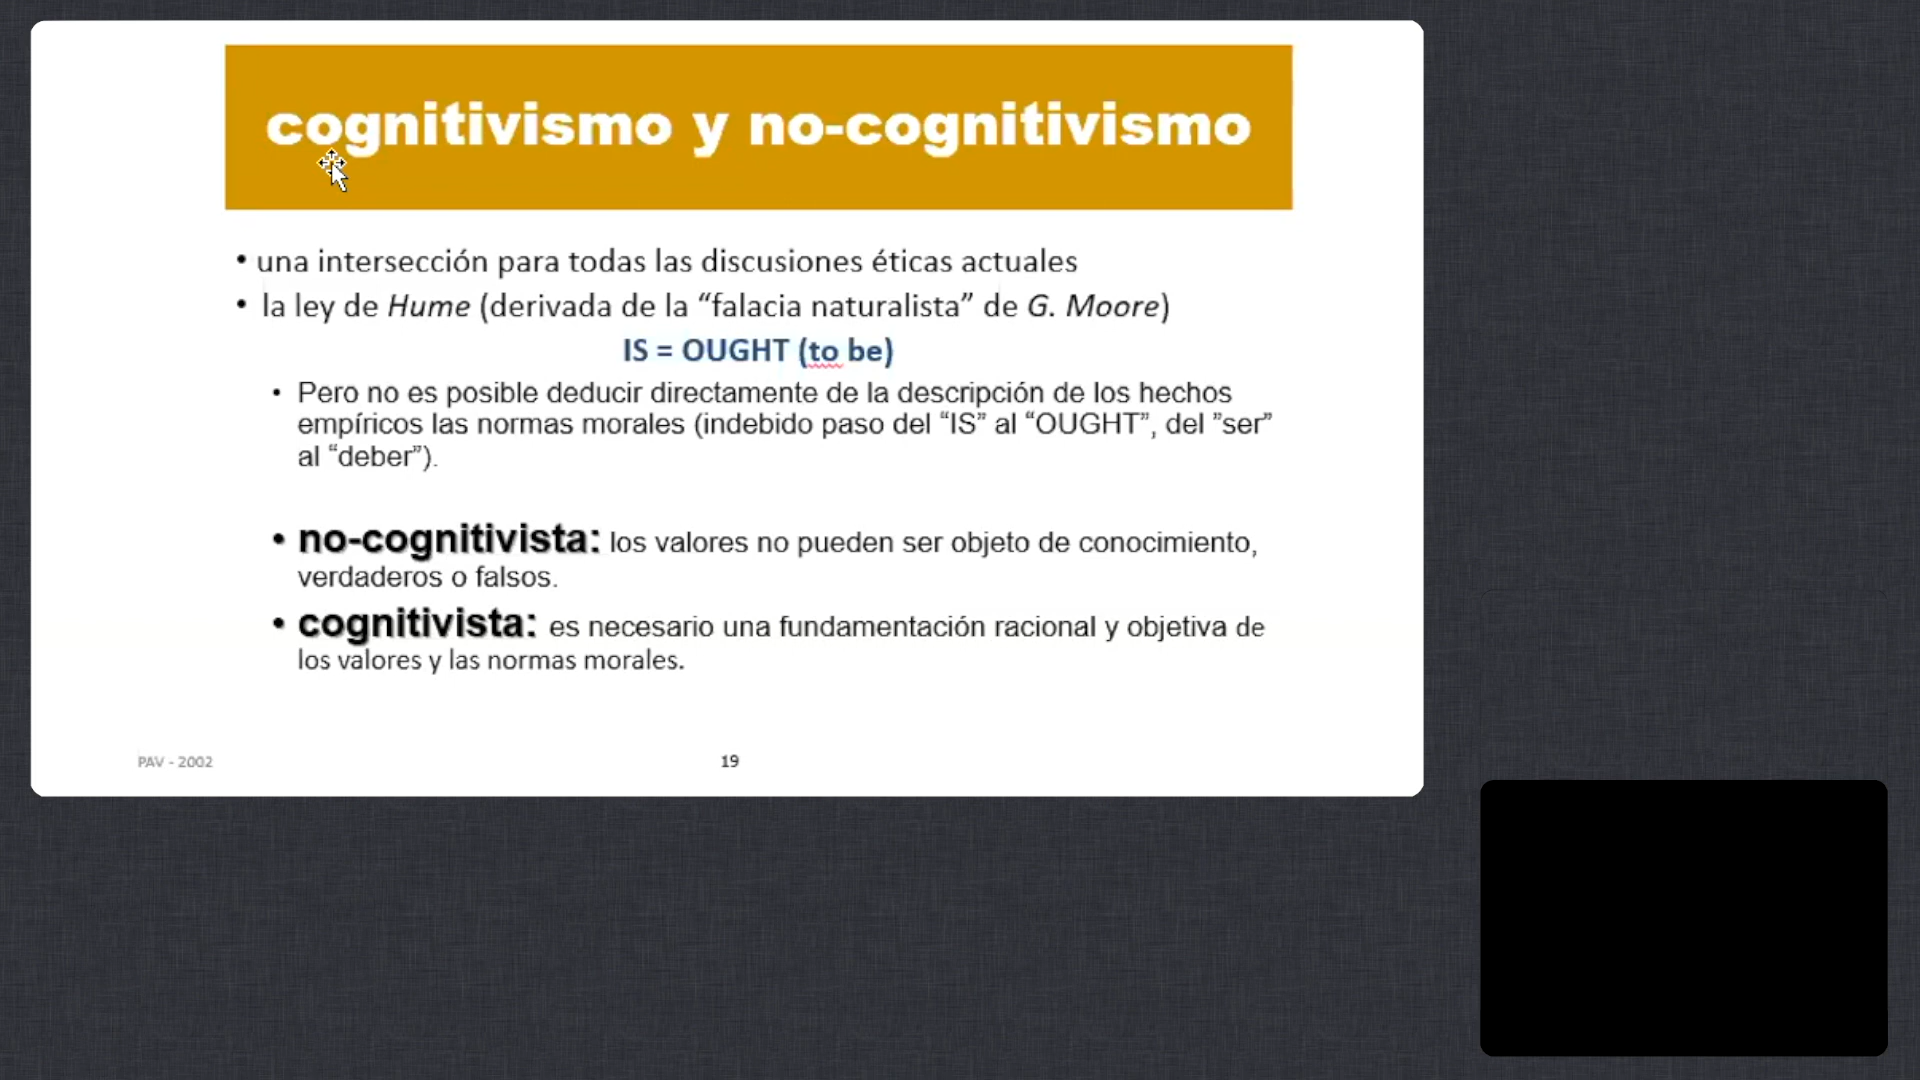 cognitivismo y no-cognitivismo
• una intersección para todas las discusiones éticas actuales
• la ley de Hume (derivada de la “falacia naturalista” de G. Moore)
IS = OUGHT (to be)
• Pero no es posible deducir directamente de la descripción de los hechos
empíricos las normas morales (indebido paso del “IS” al “OUGHT”, del ”ser”
al “deber”).
• no-cognitivista: los valores no pueden ser objeto de conocimiento,
verdaderos o falsos.
• cognitivista: es necesario una fundamentación racional y objetiva de
los valores y las normas morales.
PAV - 2002
19